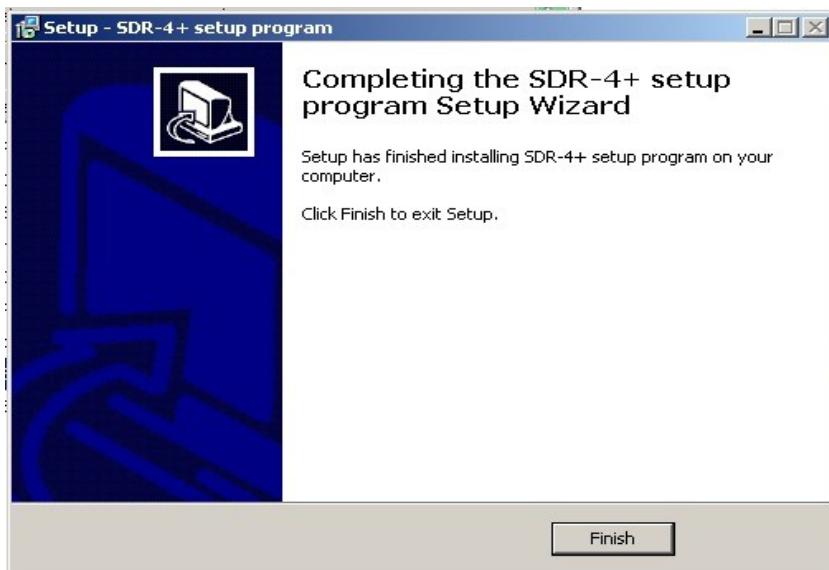 Setup - SDR-4+ setup program
Completing the SDR-4+ setup
program Setup Wizard
Setup has finished installing SDR-4+ setup program on your
computer.
Click Finish to exit Setup.
Finish